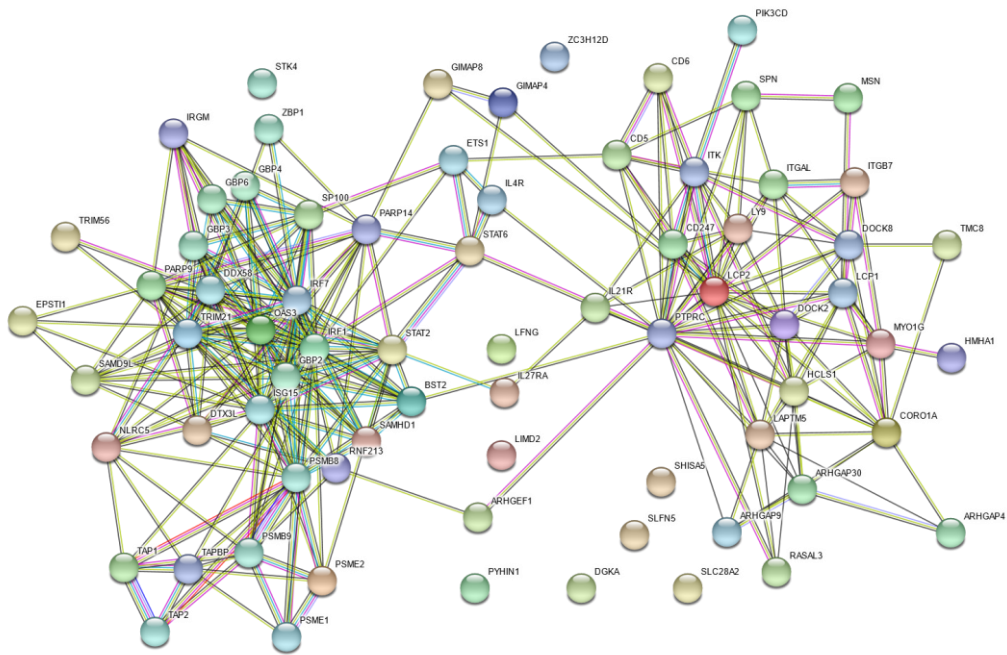 PIK3CD
ZC3H12D
STK4
CD6
GIMAP8
GIMAP4
SPN
MSN
IRGM
ZBP1
ETS1
CD5
ITK
GBP4
GBP6
IL4R
ITGAL
ITGB7
SP100
PARP14
LY9
TRIM56
GBP3
STAT6
CD247
DOCK8
TMC8
PARP9
DDX58
LCP2
LCP1
IRF7
IL21R
EPSTI1
TRIM21
OAS3
IRF1
STAT2
LFNG
PTPRC
DOCK2
MYO1G
HMHA1
SAMD9L
GBP2
BST2
IL27RA
HCLS1
ISG15
DTX3L
SAMHD1
NLRC5
LAPTM5
CORO1A
RNF213
LIMD2
PSMB8
SHISA5
ARHGAP30
ARHGEF1
SLFN5
ARHGAP9
ARHGAP4
TAP1
TAPBP
PSMB9
PSME2
RASAL3
PYHIN1
DGKA
SLC28A2
TAP2
PSME1